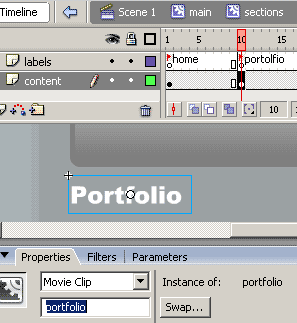 Timeline Scene 1 main sections
1 5 10 15
labels home portolfio
content
10
Portfolio
Properties Filters Parameters
Movie Clip Instance of: portfolio
portfolio Swap...